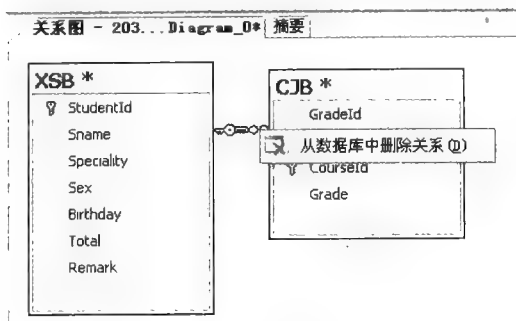 关系图 - 203...Diagram_0* 摘要
XSB *
StudentId
Sname
Speciality
Sex
Birthday
Total
Remark
CJB *
GradeId
从数据库中删除关系(D)
CourseId
Grade